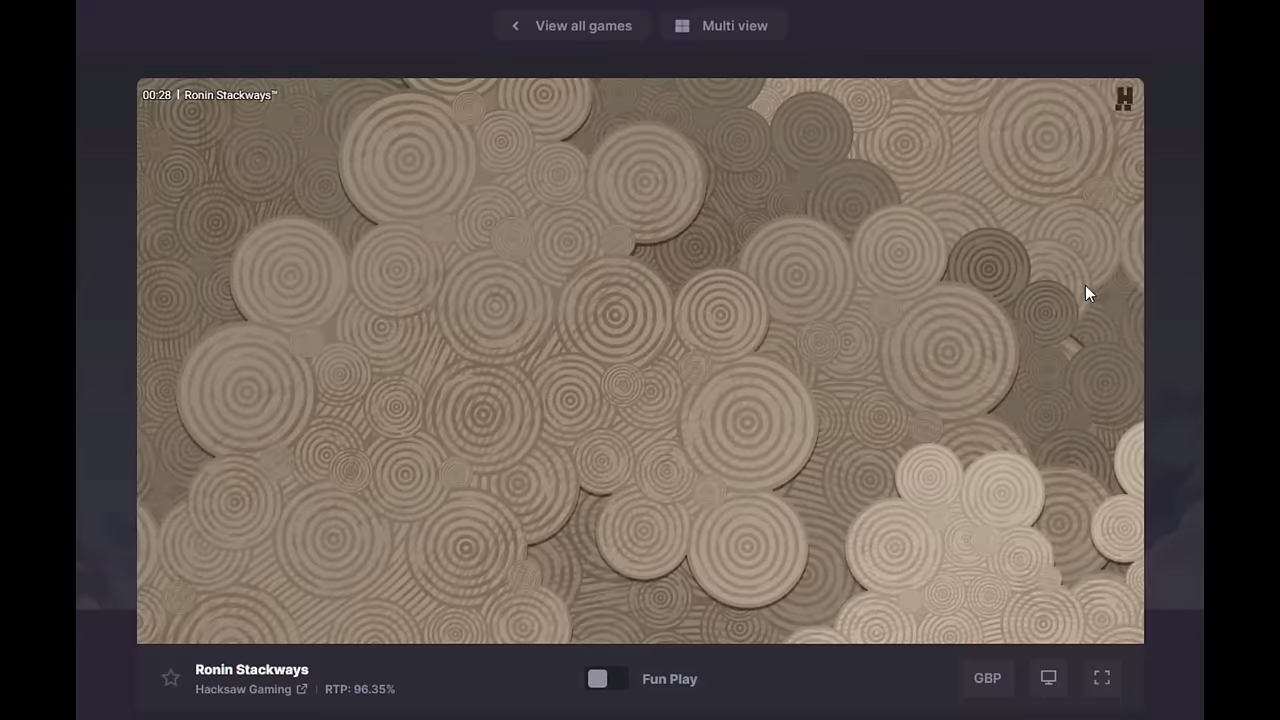 View all games
Multi view
00:28 | Ronin Stackways™
Ronin Stackways
Hacksaw Gaming | RTP: 96.35%
Fun Play
GBP